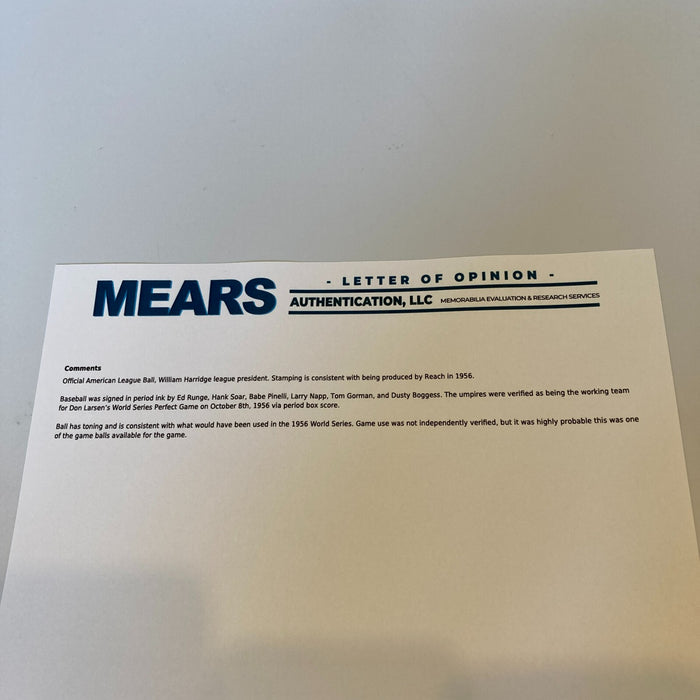 MEARS
- LETTER OF OPINION -
AUTHENTICATION, LLC MEMORABILIA EVALUATION & RESEARCH SERVICES
Comments
Official American League Ball, William Harridge league president. Stamping is consistent with being produced by Reach in 1956.
Baseball was signed in period ink by Ed Runge, Hank Soar, Babe Pinelli, Larry Napp, Tom Gorman, and Dusty Boggess. The umpires were verified as being the working team
for Don Larsen's World Series Perfect Game on October 8th, 1956 via period box score.
Ball has toning and is consistent with what would have been used in the 1956 World Series. Game use was not independently verified, but it was highly probable this was one
of the game balls available for the game.